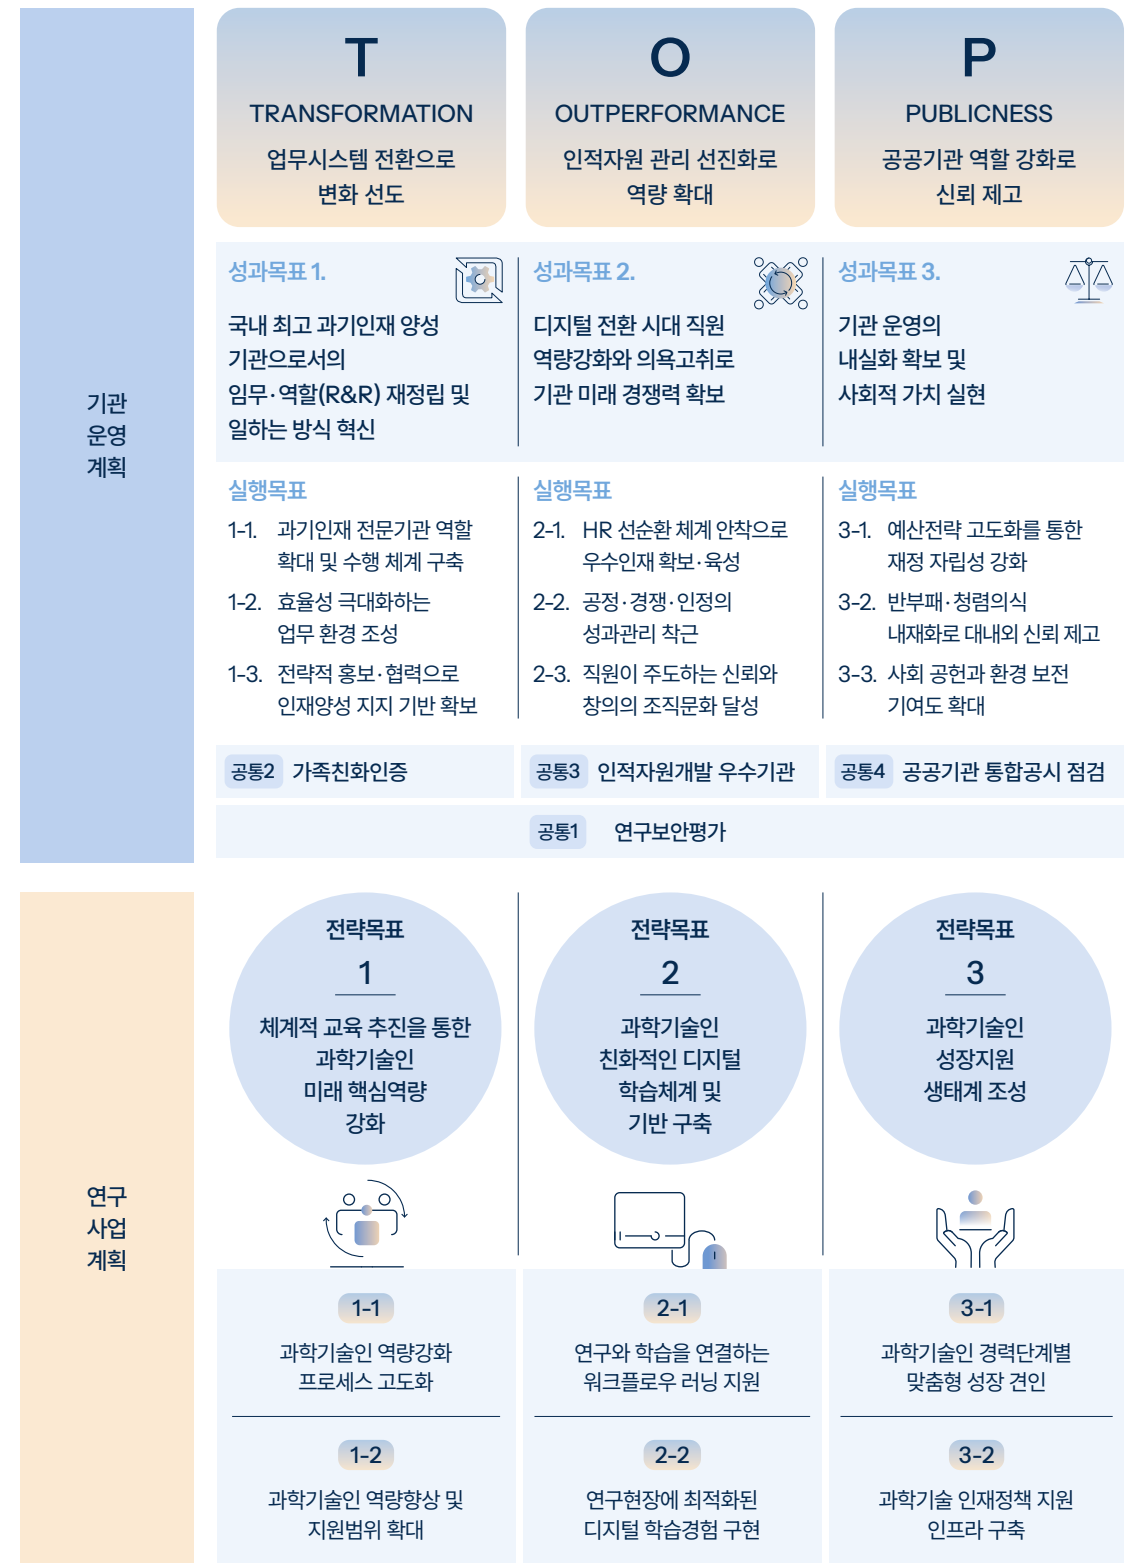 기관
운영
계획
T
TRANSFORMATION
업무시스템 전환으로
변화 선도
O
OUTPERFORMANCE
인적자원 관리 선진화로
역량 확대
P
PUBLICNESS
공공기관 역할 강화로
신뢰 제고
성과목표 1.
국내 최고 과기인재 양성
기관으로서의
임무·역할(R&R) 재정립 및
일하는 방식 혁신
성과목표 2.
디지털 전환 시대 직원
역량강화와 의욕고취로
기관 미래 경쟁력 확보
성과목표 3.
기관 운영의
내실화 확보 및
사회적 가치 실현
실행목표
1-1. 과기인재 전문기관 역할
확대 및 수행 체계 구축
1-2. 효율성 극대화하는
업무 환경 조성
1-3. 전략적 홍보·협력으로
인재양성 지지 기반 확보
실행목표
2-1. HR 선순환 체계 안착으로
우수인재 확보·육성
2-2. 공정·경쟁·인정의
성과관리 착근
2-3. 직원이 주도하는 신뢰와
창의의 조직문화 달성
실행목표
3-1. 예산전략 고도화를 통한
재정 자립성 강화
3-2. 반부패·청렴의식
내재화로 대내외 신뢰 제고
3-3. 사회 공헌과 환경 보전
기여도 확대
공통2 가족친화인증
공통3 인적자원개발 우수기관
공통4 공공기관 통합공시 점검
공통1 연구보안평가
연구
사업
계획
전략목표
1
체계적 교육 추진을 통한
과학기술인
미래 핵심역량
강화
전략목표
2
과학기술인
친화적인 디지털
학습체계 및
기반 구축
전략목표
3
과학기술인
성장지원
생태계 조성
1-1
과학기술인 역량강화
프로세스 고도화
2-1
연구와 학습을 연결하는
워크플로우 러닝 지원
3-1
과학기술인 경력단계별
맞춤형 성장 견인
1-2
과학기술인 역량향상 및
지원범위 확대
2-2
연구현장에 최적화된
디지털 학습경험 구현
3-2
과학기술 인재정책 지원
인프라 구축